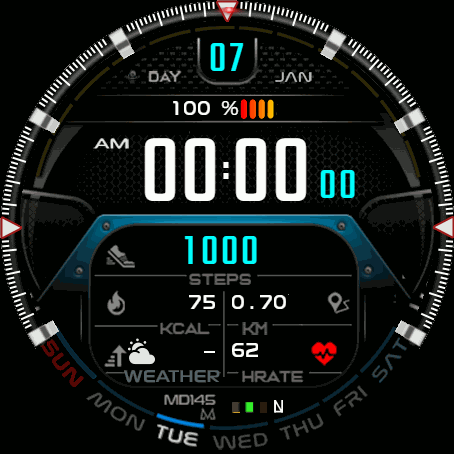 07
DAY JAN
100 %
AM 00:00 00
1000
STEPS
75 0.70
KCAL KM
- 62
WEATHER HRATE
MD145 N
M
SUN MON TUE WED THU FRI SAT